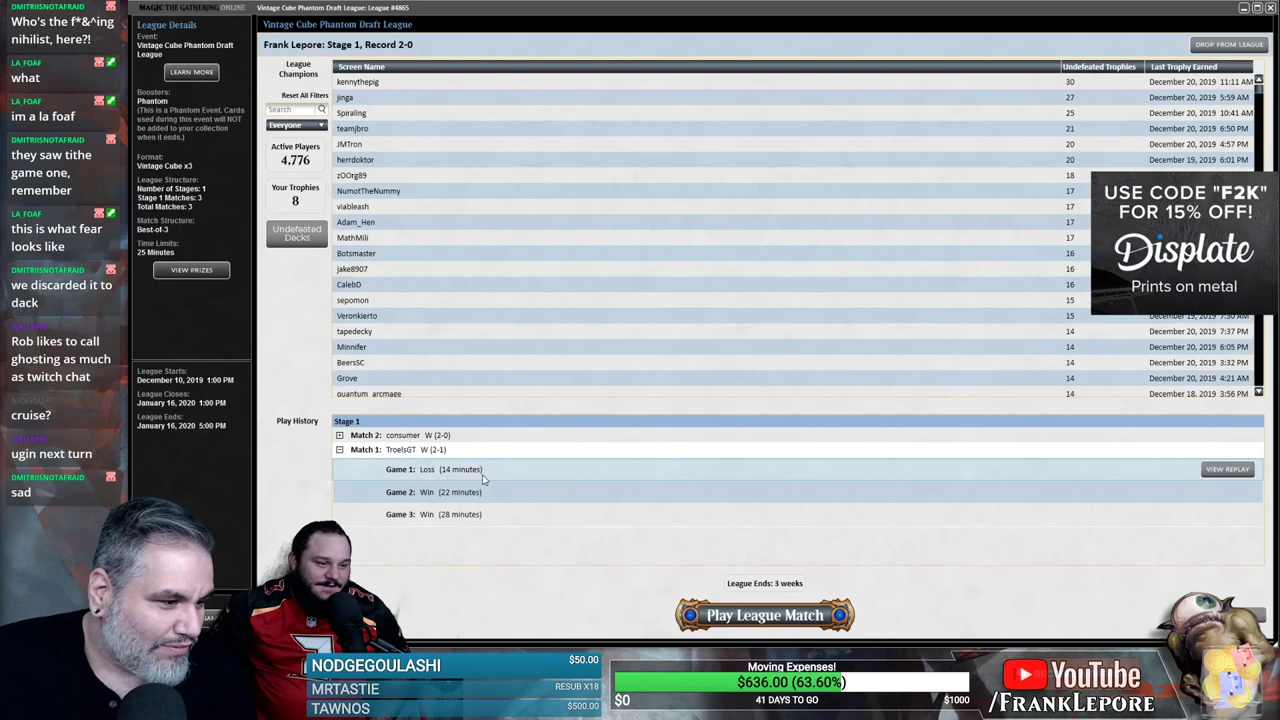 DMITRIISNOTAFRAID
Who's the f*&^ing
nihilist, here?!
LA_FOAF
what
LA_FOAF
im a la foaf
DMITRIISNOTAFRAID
they saw tithe
game one,
remember
LA_FOAF
this is what fear
looks like
DMITRIISNOTAFRAID
we discarded it to
dack
Rob likes to call
ghosting as much
as twitch chat
cruise?
ugin next turn
DMITRIISNOTAFRAID
sad
MAGIC THE GATHERING ONLINE
Vintage Cube Phantom Draft League: League #4865
League Details
Event:
Vintage Cube Phantom Draft
League
LEARN MORE
Boosters:
Phantom
(This is a Phantom Event. Cards
used during this event will NOT
be added to your collection
when it ends.)
Format:
Vintage Cube x3
League Structure:
Number of Stages: 1
Stage 1 Matches: 3
Total Matches: 3
Match Structure:
Best-of-3
Time Limits:
25 Minutes
VIEW PRIZES
League Starts:
December 10, 2019 1:00 PM
League Closes:
January 16, 2020 1:00 PM
League Ends:
January 16, 2020 5:00 PM
Vintage Cube Phantom Draft League
Frank Lepore: Stage 1, Record 2-0
DROP FROM LEAGUE
League
Champions
Reset All Filters
Search
Everyone
Active Players
4,776
Your Trophies
8
Undefeated
Decks
Screen Name Undefeated Trophies Last Trophy Earned
kennythepig 30 December 20, 2019 11:11 AM
jinga 27 December 20, 2019 5:59 AM
Spiraling 25 December 20, 2019 10:41 AM
teamjbro 21 December 20, 2019 6:50 PM
JMTron 20 December 20, 2019 4:57 PM
herrdoktor 20 December 19, 2019 6:01 PM
zOOrg89 18
NumotTheNummy 17
viableash 17
Adam_Hen 17
MathMili 17
Botsmaster 16
jake8907 16
CalebD 16
sepomon 15
Veronkierto 15 December 19, 2019 7:30 AM
tapedecky 14 December 20, 2019 7:37 PM
Minnifer 14 December 20, 2019 6:05 PM
BeersSC 14 December 20, 2019 3:32 PM
Grove 14 December 20, 2019 4:21 AM
quantum_arcmage 14 December 18, 2019 3:56 PM
USE CODE "F2K"
FOR 15% OFF!
Displate
Prints on metal
Play History
Stage 1
Match 2: consumer W (2-0)
Match 1: TroelsGT W (2-1)
Game 1: Loss (14 minutes)
VIEW REPLAY
Game 2: Win (22 minutes)
Game 3: Win (28 minutes)
League Ends: 3 weeks
Play League Match
NODGEGOULASHI $50.00
MRTASTIE RESUB X18
TAWNOS $500.00
Moving Expenses!
$636.00 (63.60%)
$0 41 DAYS TO GO $1000
YouTube
/FRANKLEPORE